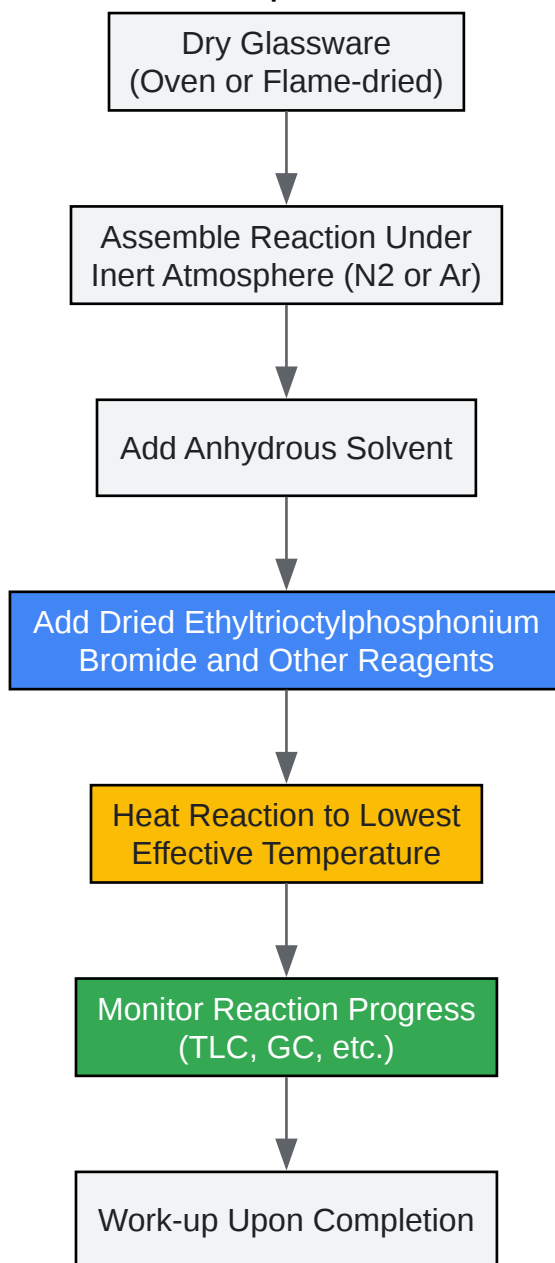 Dry Glassware
(Oven or Flame-dried)
Assemble Reaction Under
Inert Atmosphere (N2 or Ar)
Add Anhydrous Solvent
Add Dried Ethyltrioctylphosphonium
Bromide and Other Reagents
Heat Reaction to Lowest
Effective Temperature
Monitor Reaction Progress
(TLC, GC, etc.)
Work-up Upon Completion